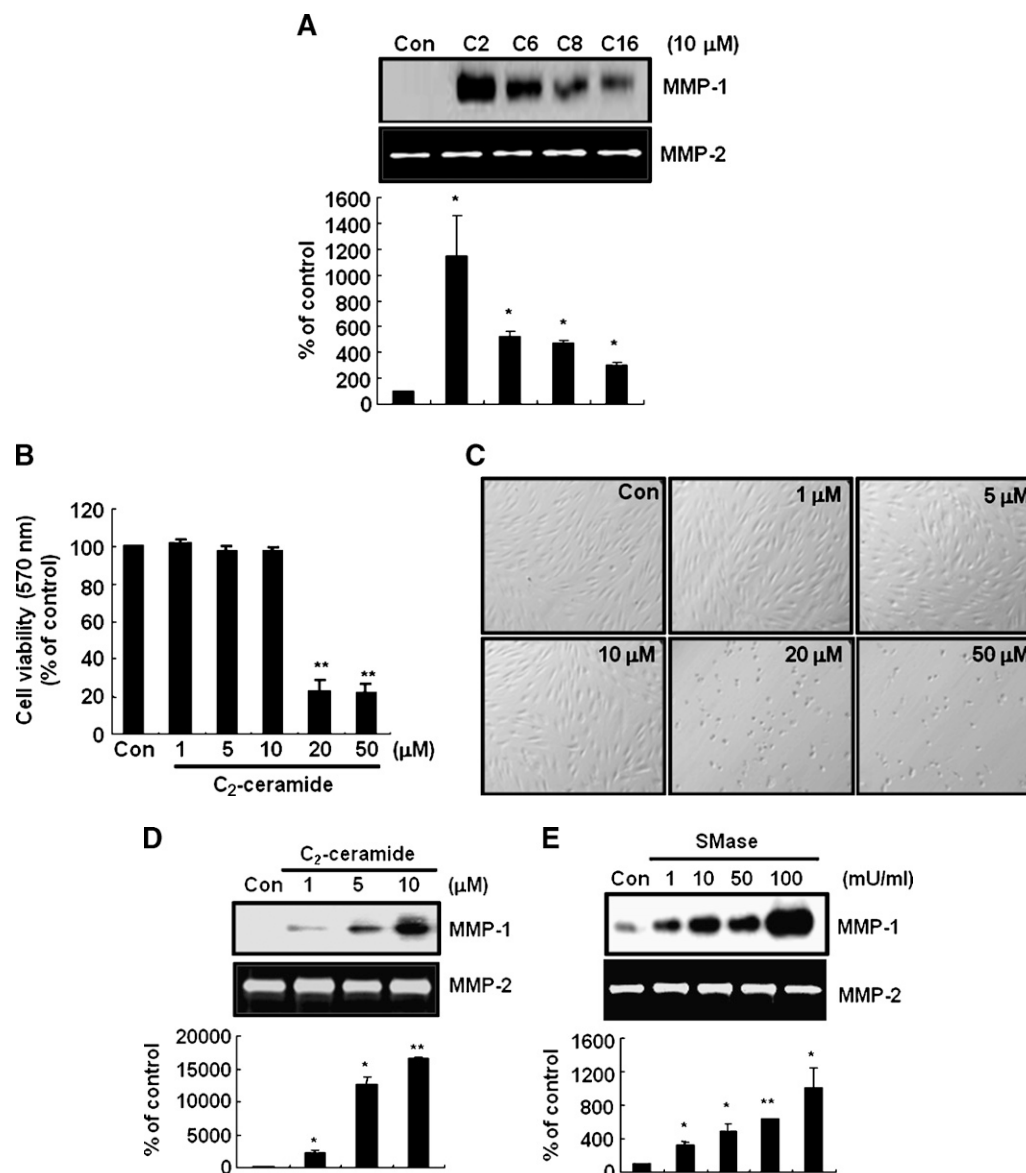 A
Con C2 C6 C8 C16 (10 μM)
MMP-1
MMP-2
1600
1400
1200
1000
800
600
400
200
0
% of control
*
*
*
*
B
120
100
80
60
40
20
0
Cell viability (570 nm)
(% of control)
**
**
Con 1 5 10 20 50 (μM)
C₂-ceramide
C
Con
1 μM
5 μM
10 μM
20 μM
50 μM
D
C₂-ceramide
Con 1 5 10 (μM)
MMP-1
MMP-2
20000
15000
10000
5000
0
% of control
*
*
**
E
SMase
Con 1 10 50 100 (mU/ml)
MMP-1
MMP-2
1600
1200
800
400
0
% of control
*
*
**
*